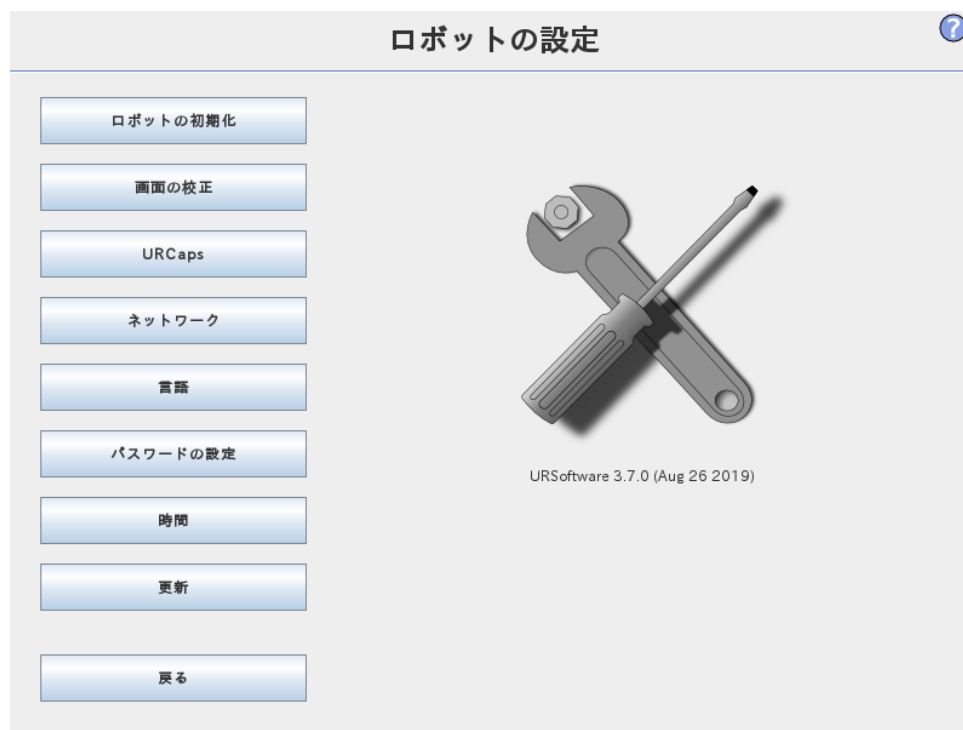 ロボットの設定
?
ロボットの初期化
画面の校正
URCaps
ネットワーク
言語
パスワードの設定
時間
更新
戻る
URSoftware 3.7.0 (Aug 26 2019)